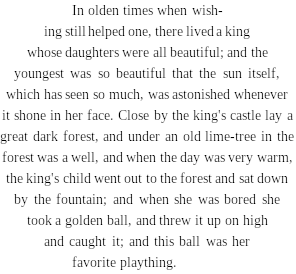 In olden times when wish-
ing still helped one, there lived a king
whose daughters were all beautiful; and the
youngest was so beautiful that the sun itself,
which has seen so much, was astonished whenever
it shone in her face. Close by the king's castle lay a
great dark forest, and under an old lime-tree in the
forest was a well, and when the day was very warm,
the king's child went out to the forest and sat down
by the fountain; and when she was bored she
took a golden ball, and threw it up on high
and caught it; and this ball was her
favorite plaything.